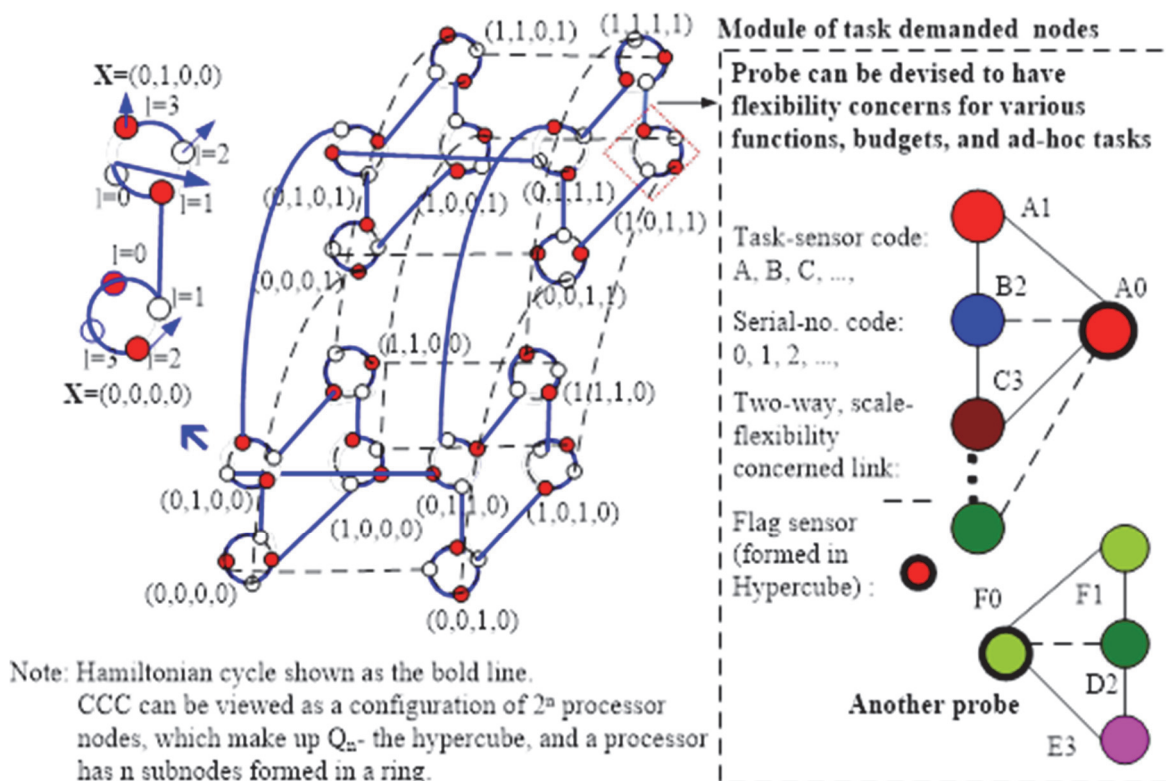 X=(0,1,0,0)
l=3
l=2
l=0
l=1
l=0
l=1
l=3
l=2
X=(0,0,0,0)
(1,1,0,1)
(1,1,1,1)
(0,1,0,1)
(1,0,0,1)
(0,1,1,1)
(1,0,1,1)
(0,0,0,1)
(0,0,1,1)
(1,1,0,0)
(1,1,1,0)
(0,1,0,0)
(1,0,0,0)
(0,1,1,0)
(1,0,1,0)
(0,0,0,0)
(0,0,1,0)
Note: Hamiltonian cycle shown as the bold line.
CCC can be viewed as a configuration of 2ⁿ processor
nodes, which make up Qₙ- the hypercube, and a processor
has n subnodes formed in a ring.
Module of task demanded nodes
Probe can be devised to have
flexibility concerns for various
functions, budgets, and ad-hoc tasks
Task-sensor code:
A, B, C, ...,
Serial-no. code:
0, 1, 2, ...,
Two-way, scale-
flexibility
concerned link:
Flag sensor
(formed in
Hypercube) :
A1
B2
A0
C3
F0
F1
D2
Another probe
E3